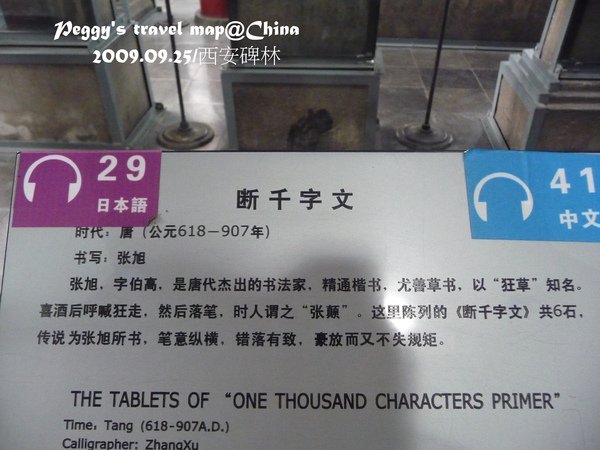 Peggy's travel map@China
2009.09.25/西安碑林
29
日本語
41
中文
断千字文
时代：唐（公元618—907年）
书写：张旭
张旭，字伯高，是唐代杰出的书法家，精通楷书，尤善草书，以“狂草”知名。
喜酒后呼喊狂走，然后落笔，时人谓之“张颠”。这里陈列的《断千字文》共6石，
传说为张旭所书，笔意纵横，错落有致，豪放而又不失规矩。
THE TABLETS OF “ONE THOUSAND CHARACTERS PRIMER”
Time: Tang (618-907A.D.)
Calligrapher: ZhangXu